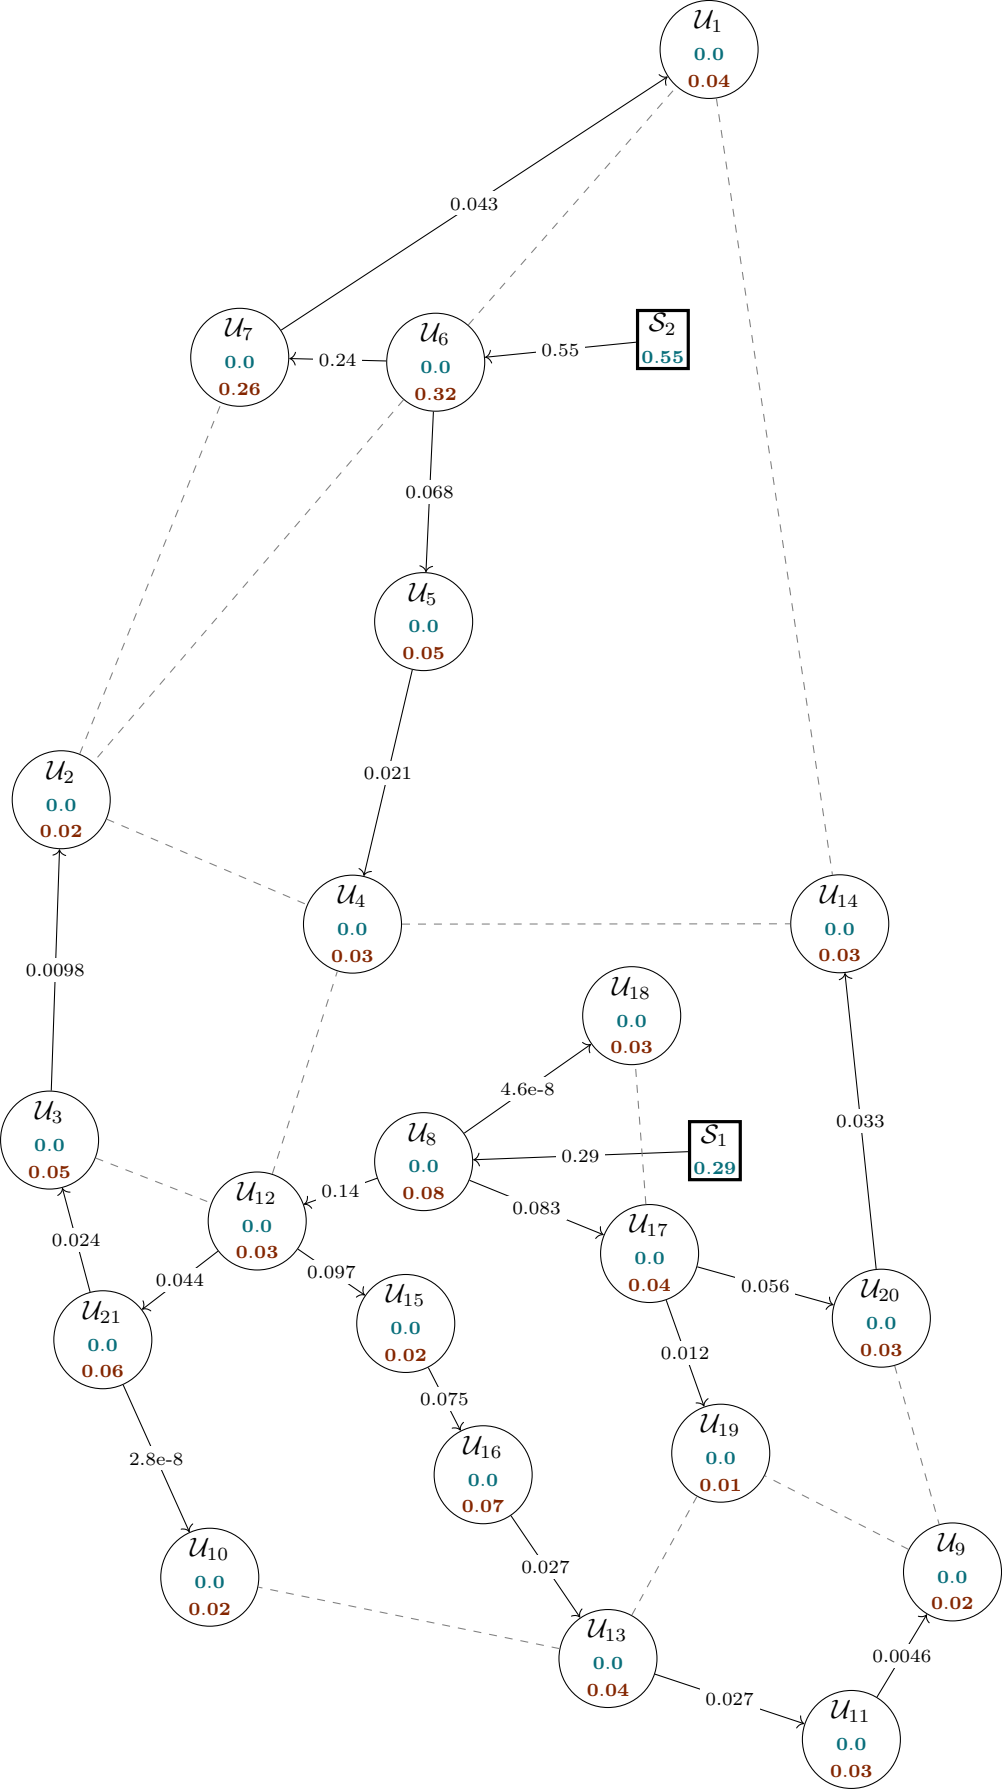 𝒰1
0.0
0.04
0.043
𝒰7
0.0
0.26
0.24
𝒰6
0.0
0.32
0.55
𝒮2
0.55
0.068
𝒰5
0.0
0.05
0.021
𝒰2
0.0
0.02
𝒰4
0.0
0.03
𝒰14
0.0
0.03
0.0098
𝒰18
0.0
0.03
4.6e-8
𝒰3
0.0
0.05
𝒰8
0.0
0.08
0.29
𝒮1
0.29
0.033
𝒰12
0.0
0.03
0.14
0.083
𝒰17
0.0
0.04
0.024
0.044
0.097
0.056
𝒰21
0.0
0.06
𝒰15
0.0
0.02
𝒰20
0.0
0.03
0.012
0.075
𝒰19
0.0
0.01
2.8e-8
𝒰16
0.0
0.07
𝒰10
0.0
0.02
0.027
𝒰9
0.0
0.02
𝒰13
0.0
0.04
0.0046
0.027
𝒰11
0.0
0.03